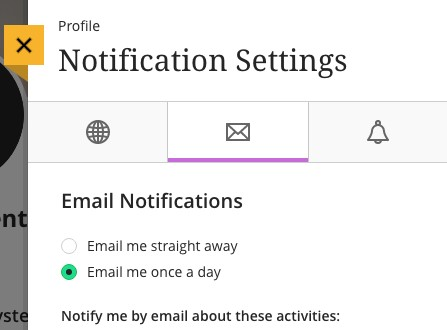 Profile
Notification Settings
Email Notifications
Email me straight away
Email me once a day
Notify me by email about these activities: